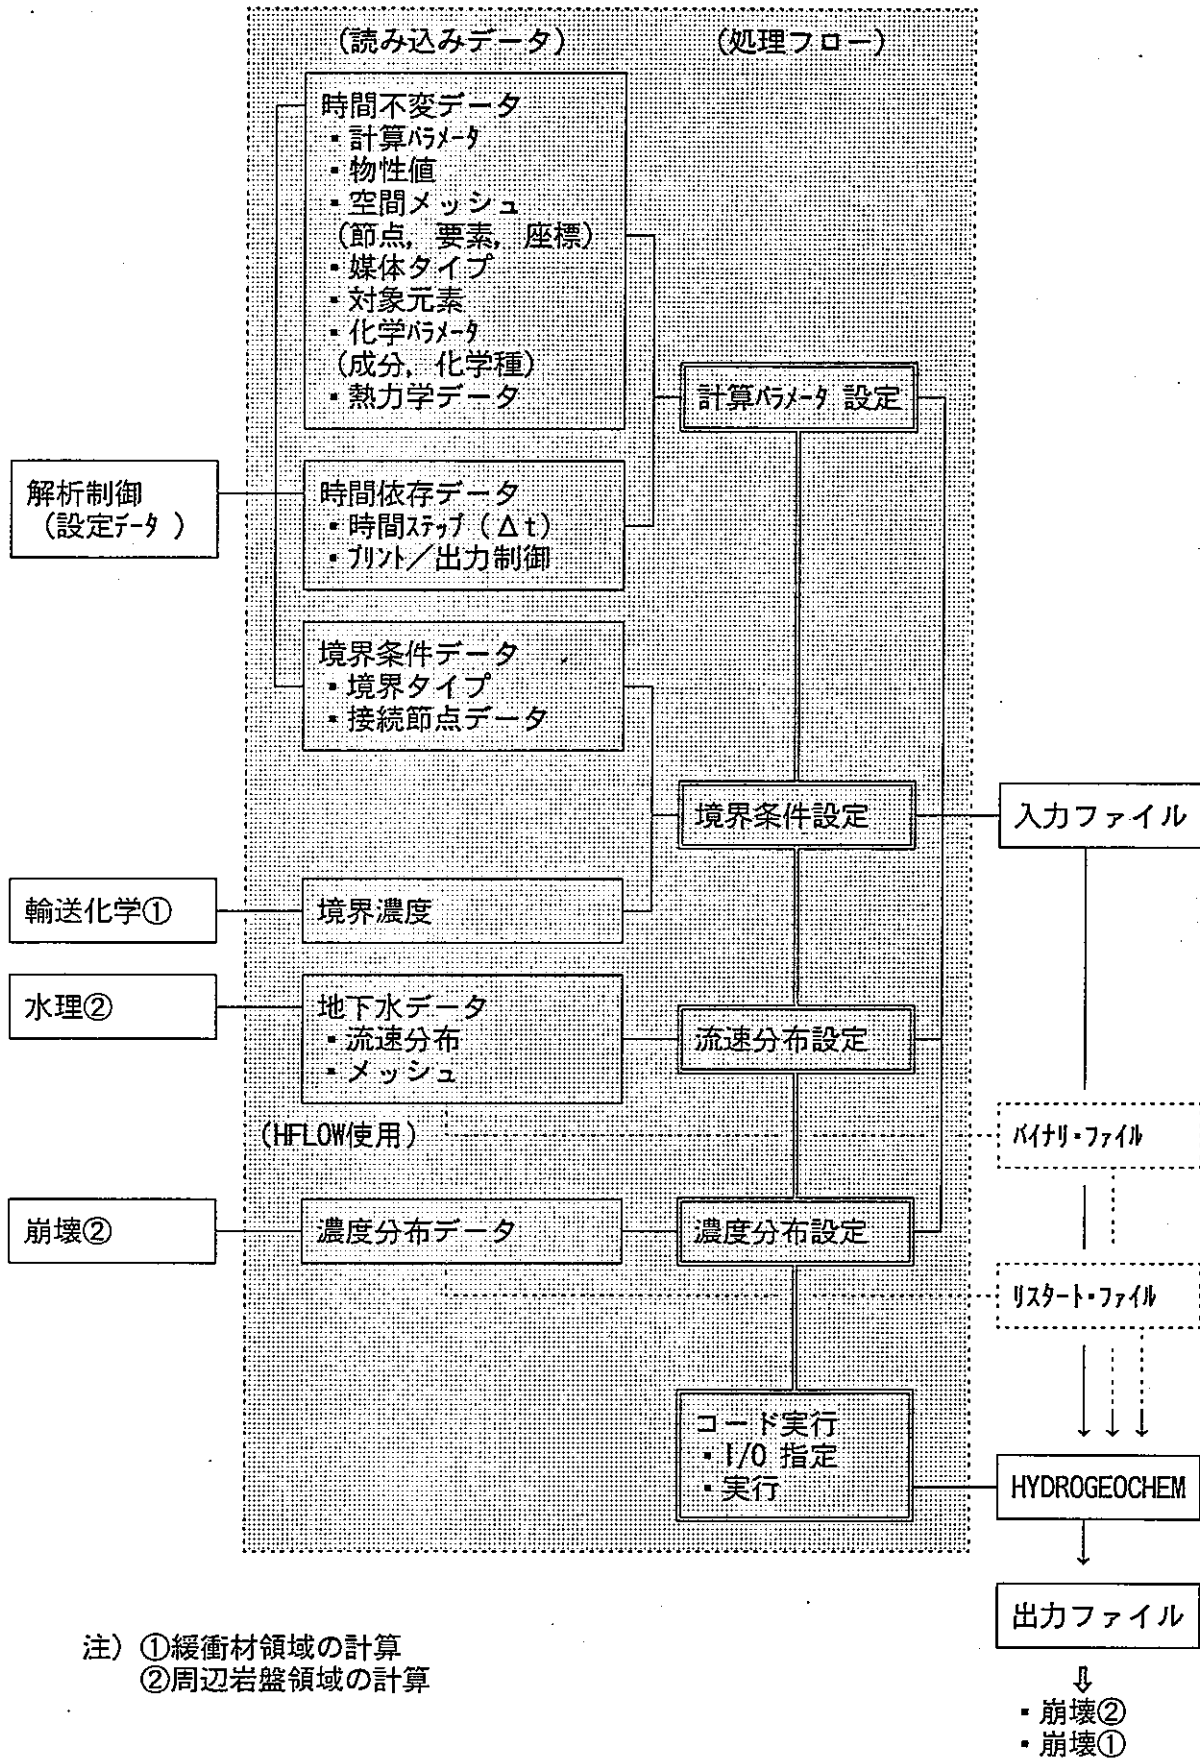 (読み込みデータ)
(処理フロー)
時間不変データ
・計算パラメータ
・物性値
・空間メッシュ
(節点, 要素, 座標)
・媒体タイプ
・対象元素
・化学パラメータ
(成分, 化学種)
・熱力学データ
計算パラメータ 設定
解析制御
(設定データ )
時間依存データ
・時間ステップ (Δt)
・プリント/出力制御
境界条件データ
・境界タイプ
・接続節点データ
境界条件設定
入力ファイル
輸送化学①
境界濃度
水理②
地下水データ
・流速分布
・メッシュ
流速分布設定
(HFLOW使用)
バイナリ・ファイル
崩壊②
濃度分布データ
濃度分布設定
リスタート・ファイル
コード実行
・I/O 指定
・実行
HYDROGEOCHEM
出力ファイル
注) ①緩衝材領域の計算
②周辺岩盤領域の計算
⇩
・崩壊②
・崩壊①